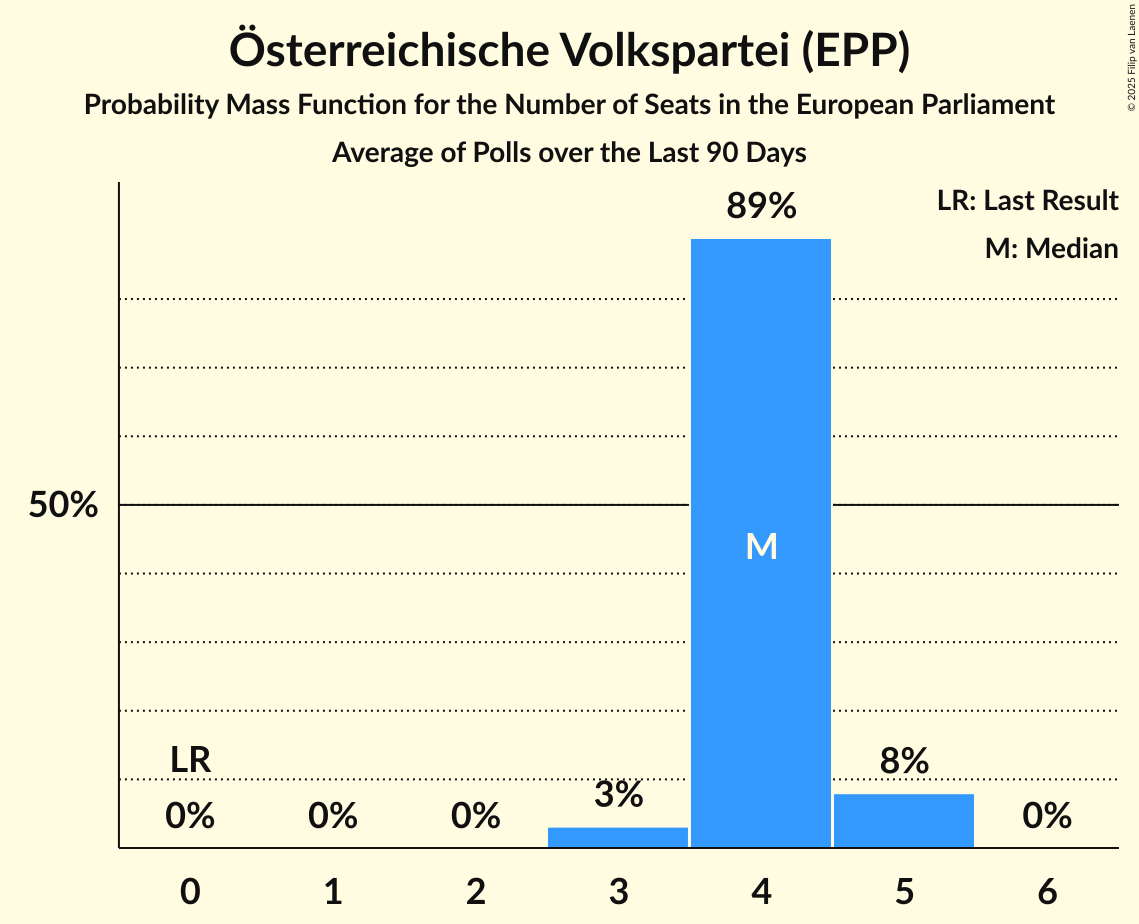 Österreichische Volkspartei (EPP)
Probability Mass Function for the Number of Seats in the European Parliament
Average of Polls over the Last 90 Days
© 2025 Filip van Laenen
LR: Last Result
M: Median
89%
50%
M
LR
8%
3%
0% 0% 0% 0%
0 1 2 3 4 5 6